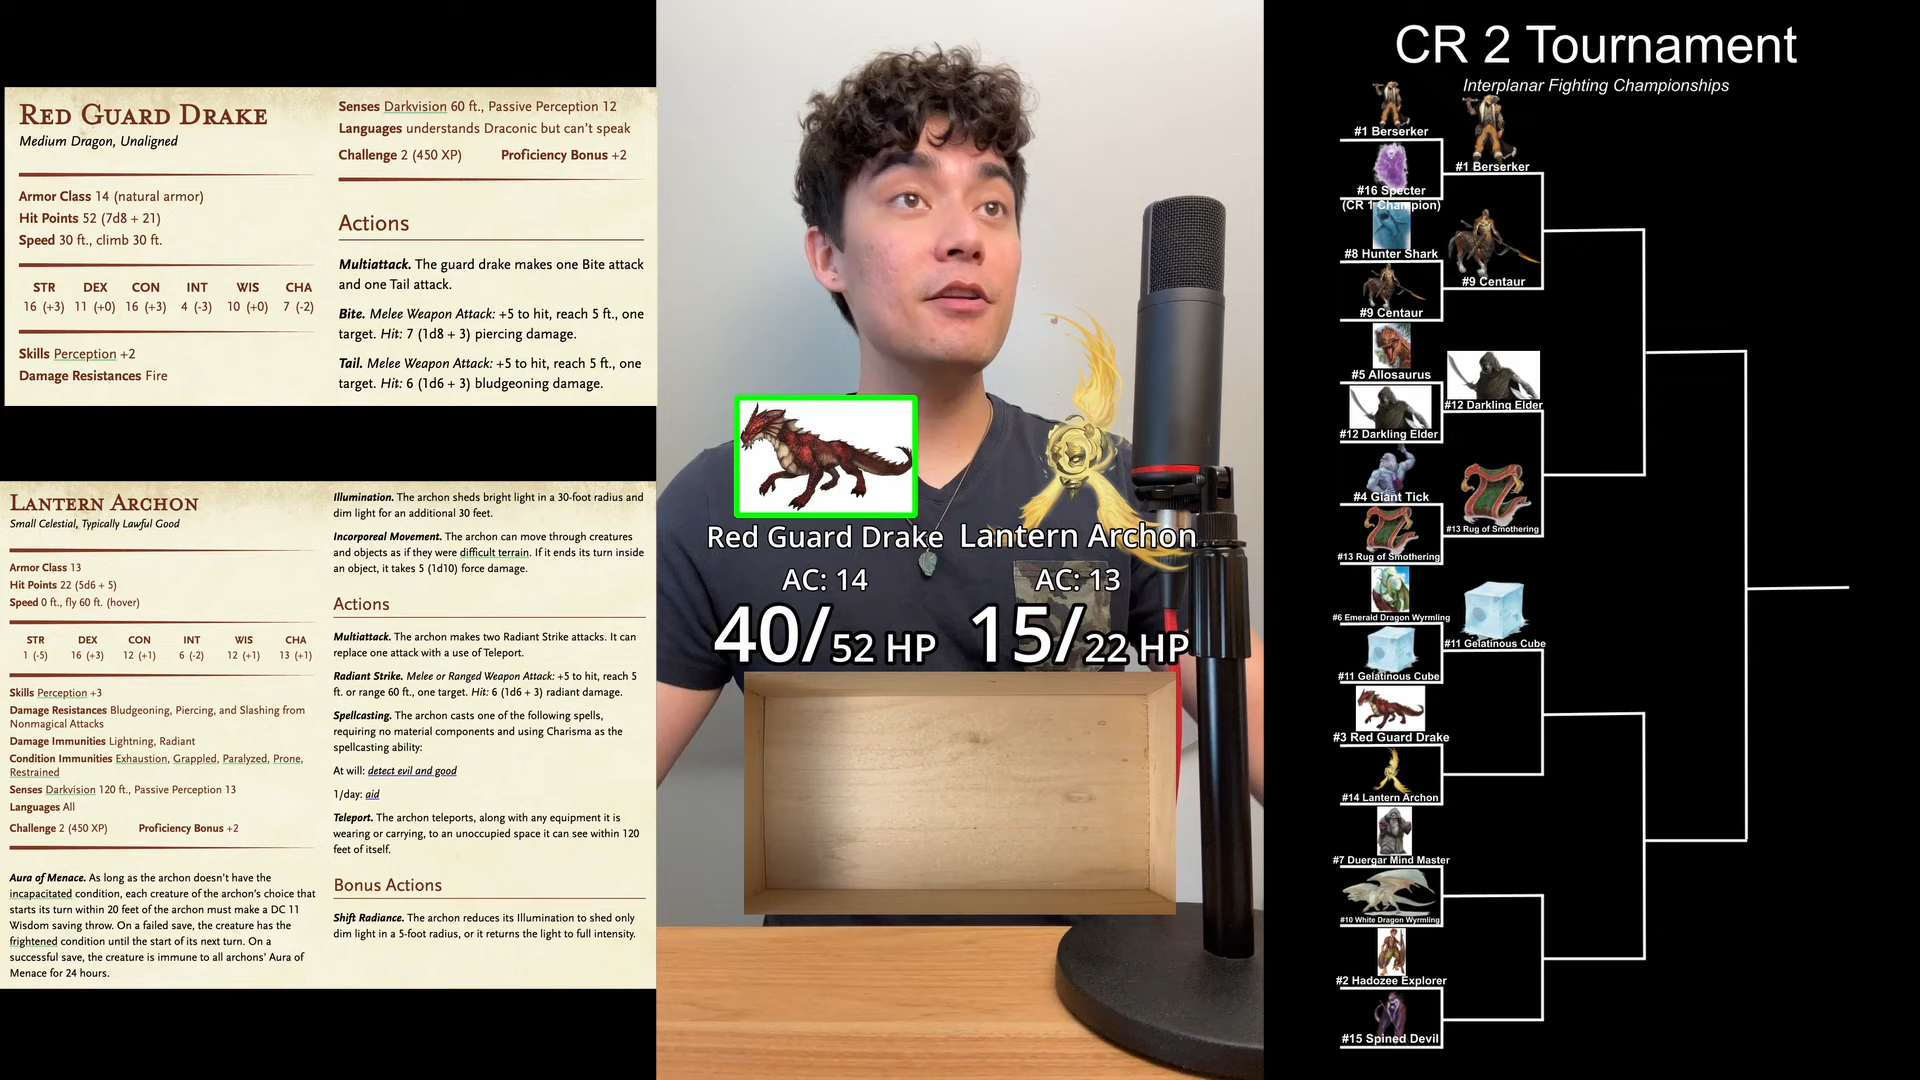 RED GUARD DRAKE
Medium Dragon, Unaligned
Armor Class 14 (natural armor)
Hit Points 52 (7d8 + 21)
Speed 30 ft., climb 30 ft.
STR DEX CON INT WIS CHA
16 (+3) 11 (+0) 16 (+3) 4 (-3) 10 (+0) 7 (-2)
Skills Perception +2
Damage Resistances Fire
Senses Darkvision 60 ft., Passive Perception 12
Languages understands Draconic but can't speak
Challenge 2 (450 XP) Proficiency Bonus +2
Actions
Multiattack. The guard drake makes one Bite attack
and one Tail attack.
Bite. Melee Weapon Attack: +5 to hit, reach 5 ft., one
target. Hit: 7 (1d8 + 3) piercing damage.
Tail. Melee Weapon Attack: +5 to hit, reach 5 ft., one
target. Hit: 6 (1d6 + 3) bludgeoning damage.
LANTERN ARCHON
Small Celestial, Typically Lawful Good
Armor Class 13
Hit Points 22 (5d6 + 5)
Speed 0 ft., fly 60 ft. (hover)
STR DEX CON INT WIS CHA
1 (-5) 16 (+3) 12 (+1) 6 (-2) 12 (+1) 13 (+1)
Skills Perception +3
Damage Resistances Bludgeoning, Piercing, and Slashing from
Nonmagical Attacks
Damage Immunities Lightning, Radiant
Condition Immunities Exhaustion, Grappled, Paralyzed, Prone,
Restrained
Senses Darkvision 120 ft., Passive Perception 13
Languages All
Challenge 2 (450 XP) Proficiency Bonus +2
Aura of Menace. As long as the archon doesn't have the
incapacitated condition, each creature of the archon's choice that
starts its turn within 20 feet of the archon must make a DC 11
Wisdom saving throw. On a failed save, the creature has the
frightened condition until the start of its next turn. On a
successful save, the creature is immune to all archons' Aura of
Menace for 24 hours.
Illumination. The archon sheds bright light in a 30-foot radius and
dim light for an additional 30 feet.
Incorporeal Movement. The archon can move through creatures
and objects as if they were difficult terrain. If it ends its turn inside
an object, it takes 5 (1d10) force damage.
Actions
Multiattack. The archon makes two Radiant Strike attacks. It can
replace one attack with a use of Teleport.
Radiant Strike. Melee or Ranged Weapon Attack: +5 to hit, reach 5
ft. or range 60 ft., one target. Hit: 6 (1d6 + 3) radiant damage.
Spellcasting. The archon casts one of the following spells,
requiring no material components and using Charisma as the
spellcasting ability:
At will: detect evil and good
1/day: aid
Teleport. The archon teleports, along with any equipment it is
wearing or carrying, to an unoccupied space it can see within 120
feet of itself.
Bonus Actions
Shift Radiance. The archon reduces its Illumination to shed only
dim light in a 5-foot radius, or it returns the light to full intensity.
Red Guard Drake Lantern Archon
AC: 14 AC: 13
40/52 HP 15/22 HP
CR 2 Tournament
Interplanar Fighting Championships
#1 Berserker
#1 Berserker
#16 Specter
(CR 1 Champion)
#8 Hunter Shark
#9 Centaur
#9 Centaur
#5 Allosaurus
#12 Darkling Elder
#12 Darkling Elder
#4 Giant Tick
#13 Rug of Smothering
#13 Rug of Smothering
#6 Emerald Dragon Wyrmling
#11 Gelatinous Cube
#11 Gelatinous Cube
#3 Red Guard Drake
#14 Lantern Archon
#7 Duergar Mind Master
#10 White Dragon Wyrmling
#2 Hadozee Explorer
#15 Spined Devil